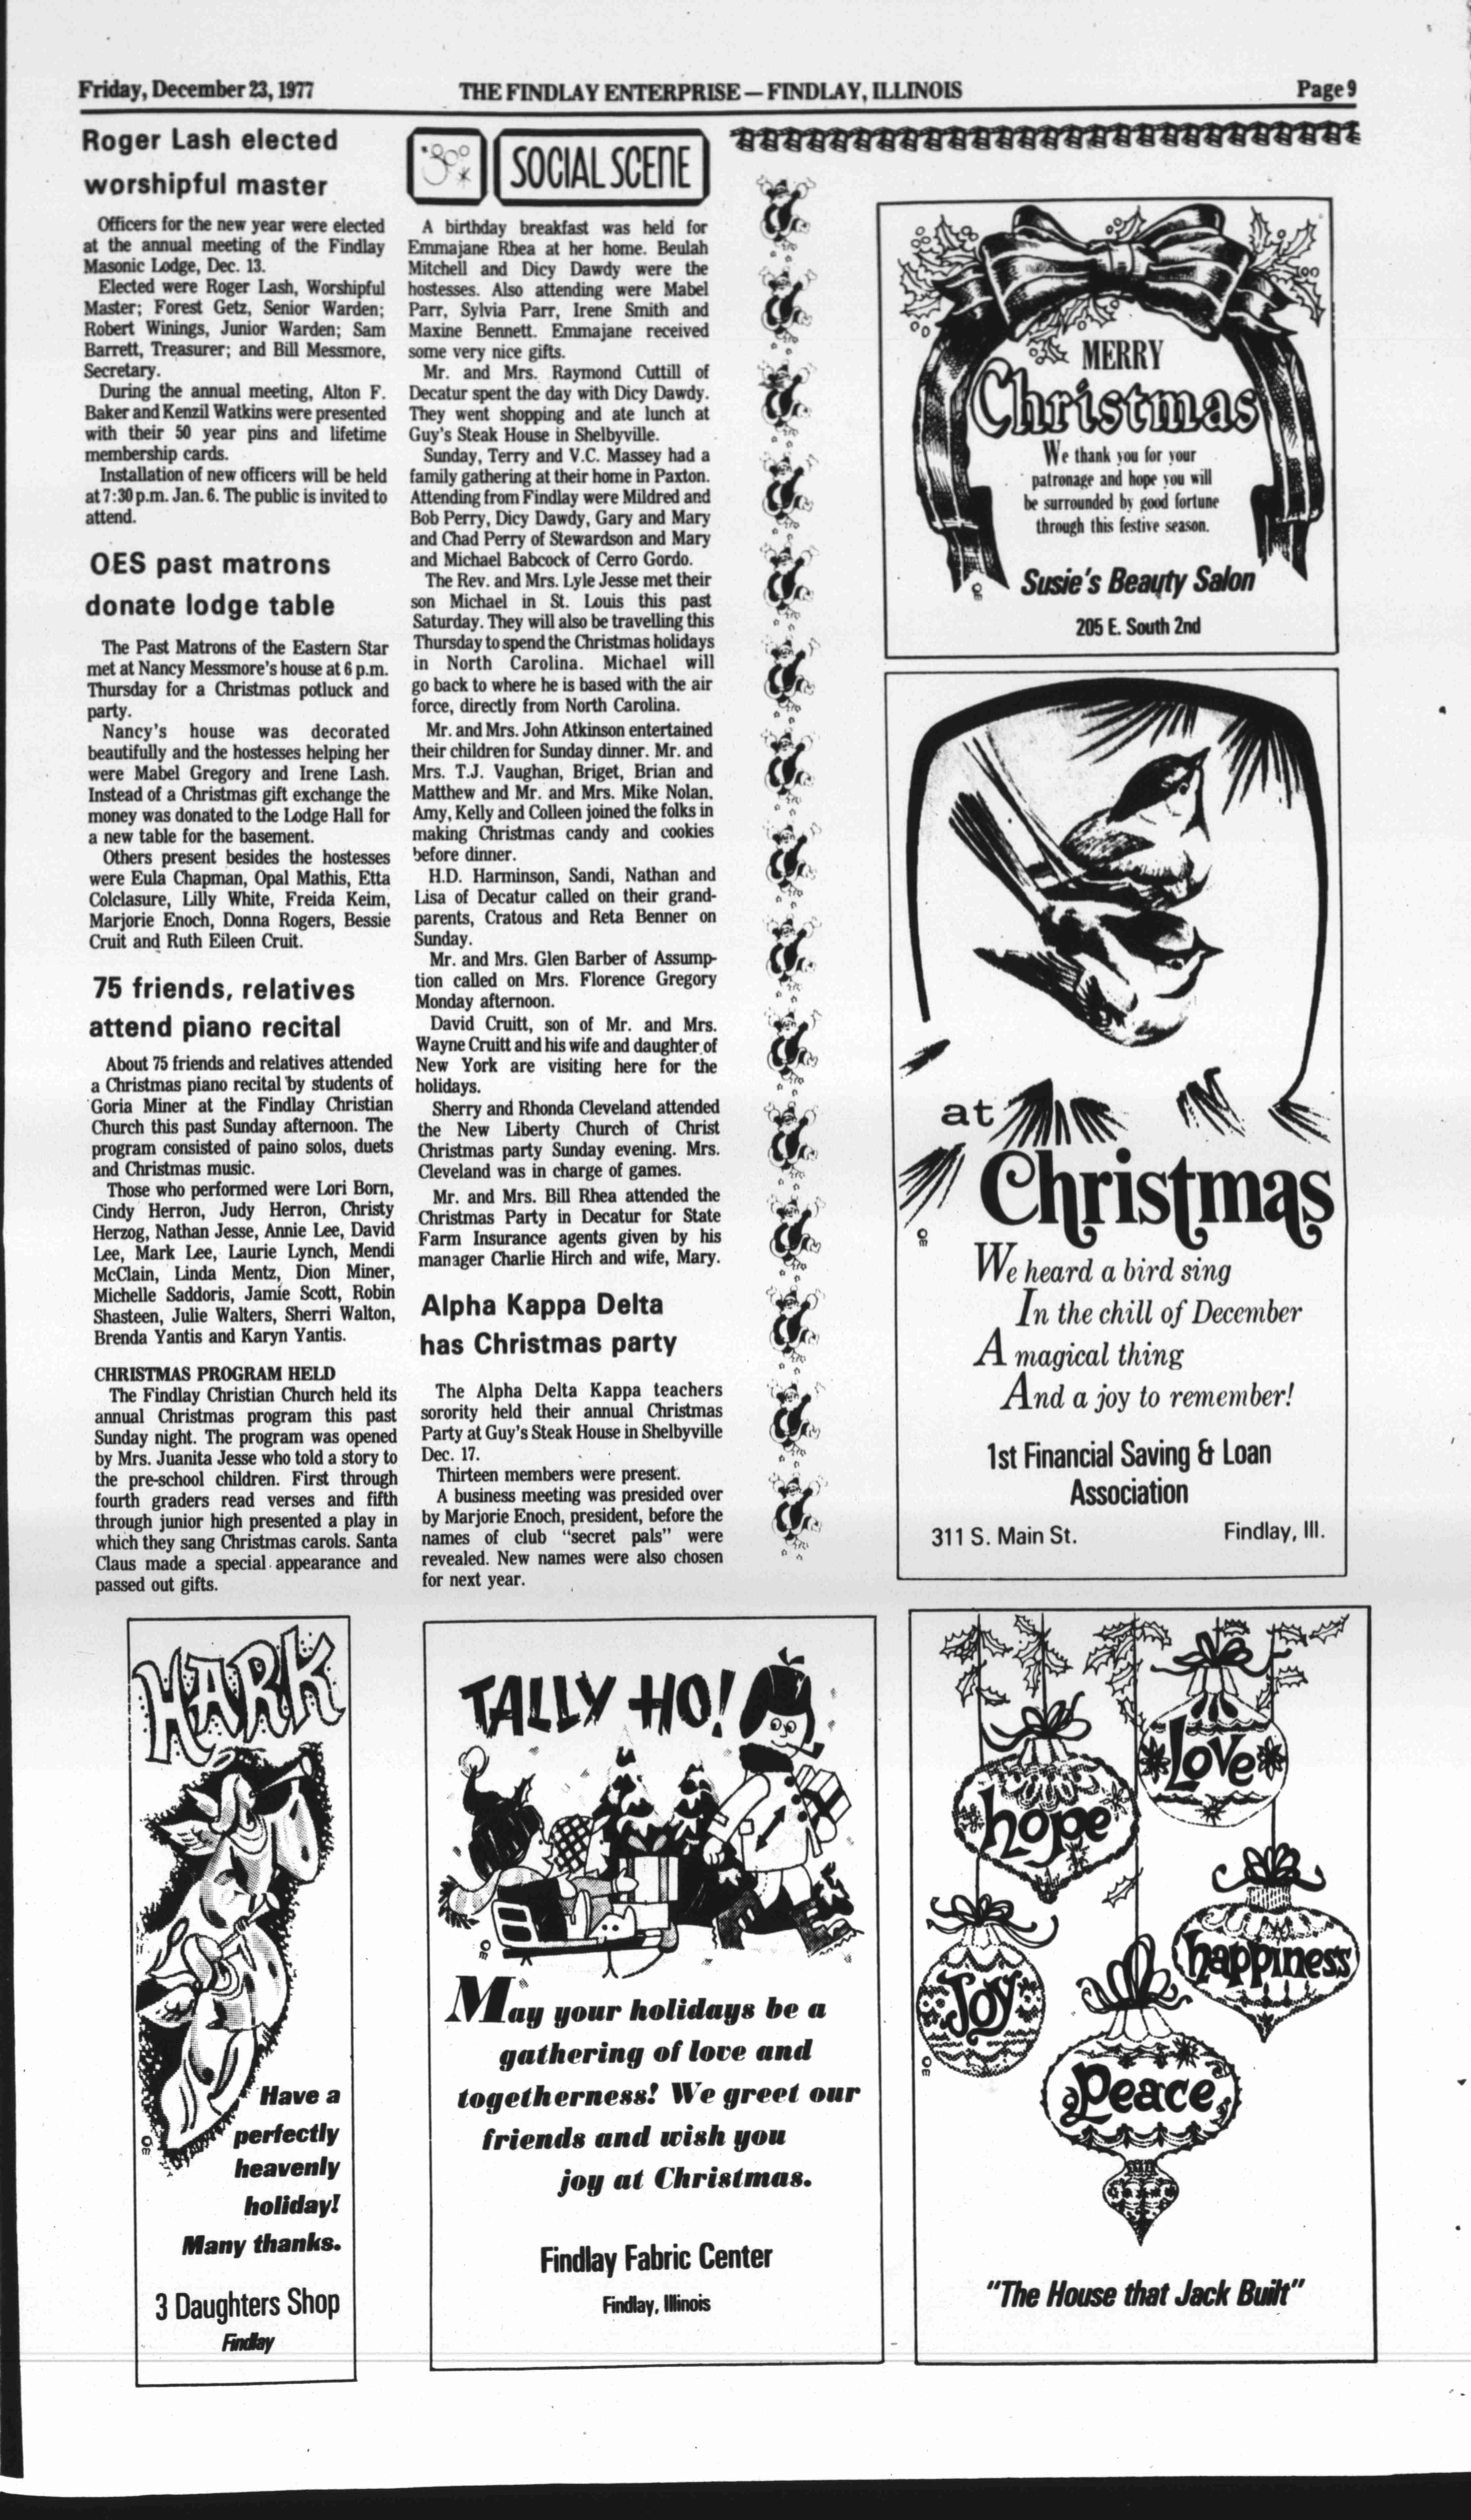 Friday, December 23, 1977
THE FINDLAY ENTERPRISE — FINDLAY, ILLINOIS
Page 9
Roger Lash elected
worshipful master
Officers for the new year were elected
at the annual meeting of the Findlay
Masonic Lodge, Dec. 13.
Elected were Roger Lash, Worshipful
Master; Forest Getz, Senior Warden;
Robert Winings, Junior Warden; Sam
Barrett, Treasurer; and Bill Messmore,
Secretary.
During the annual meeting, Alton F.
Baker and Kenzil Watkins were presented
with their 50 year pins and lifetime
membership cards.
Installation of new officers will be held
at 7:30 p.m. Jan. 6. The public is invited to
attend.
OES past matrons
donate lodge table
The Past Matrons of the Eastern Star
met at Nancy Messmore's house at 6 p.m.
Thursday for a Christmas potluck and
party.
Nancy's house was decorated
beautifully and the hostesses helping her
were Mabel Gregory and Irene Lash.
Instead of a Christmas gift exchange the
money was donated to the Lodge Hall for
a new table for the basement.
Others present besides the hostesses
were Eula Chapman, Opal Mathis, Etta
Colclasure, Lilly White, Freida Keim,
Marjorie Enoch, Donna Rogers, Bessie
Cruit and Ruth Eileen Cruit.
75 friends, relatives
attend piano recital
About 75 friends and relatives attended
a Christmas piano recital by students of
Goria Miner at the Findlay Christian
Church this past Sunday afternoon. The
program consisted of paino solos, duets
and Christmas music.
Those who performed were Lori Born,
Cindy Herron, Judy Herron, Christy
Herzog, Nathan Jesse, Annie Lee, David
Lee, Mark Lee, Laurie Lynch, Mendi
McClain, Linda Mentz, Dion Miner,
Michelle Saddoris, Jamie Scott, Robin
Shasteen, Julie Walters, Sherri Walton,
Brenda Yantis and Karyn Yantis.
CHRISTMAS PROGRAM HELD
The Findlay Christian Church held its
annual Christmas program this past
Sunday night. The program was opened
by Mrs. Juanita Jesse who told a story to
the pre-school children. First through
fourth graders read verses and fifth
through junior high presented a play in
which they sang Christmas carols. Santa
Claus made a special appearance and
passed out gifts.
SOCIAL SCENE
A birthday breakfast was held for
Emmajane Rhea at her home. Beulah
Mitchell and Dicy Dawdy were the
hostesses. Also attending were Mabel
Parr, Sylvia Parr, Irene Smith and
Maxine Bennett. Emmajane received
some very nice gifts.
Mr. and Mrs. Raymond Cuttill of
Decatur spent the day with Dicy Dawdy.
They went shopping and ate lunch at
Guy's Steak House in Shelbyville.
Sunday, Terry and V.C. Massey had a
family gathering at their home in Paxton.
Attending from Findlay were Mildred and
Bob Perry, Dicy Dawdy, Gary and Mary
and Chad Perry of Stewardson and Mary
and Michael Babcock of Cerro Gordo.
The Rev. and Mrs. Lyle Jesse met their
son Michael in St. Louis this past
Saturday. They will also be travelling this
Thursday to spend the Christmas holidays
in North Carolina. Michael will
go back to where he is based with the air
force, directly from North Carolina.
Mr. and Mrs. John Atkinson entertained
their children for Sunday dinner. Mr. and
Mrs. T.J. Vaughan, Briget, Brian and
Matthew and Mr. and Mrs. Mike Nolan,
Amy, Kelly and Colleen joined the folks in
making Christmas candy and cookies
before dinner.
H.D. Harminson, Sandi, Nathan and
Lisa of Decatur called on their grand-
parents, Cratous and Reta Benner on
Sunday.
Mr. and Mrs. Glen Barber of Assump-
tion called on Mrs. Florence Gregory
Monday afternoon.
David Cruitt, son of Mr. and Mrs.
Wayne Cruitt and his wife and daughter of
New York are visiting here for the
holidays.
Sherry and Rhonda Cleveland attended
the New Liberty Church of Christ
Christmas party Sunday evening. Mrs.
Cleveland was in charge of games.
Mr. and Mrs. Bill Rhea attended the
Christmas Party in Decatur for State
Farm Insurance agents given by his
manager Charlie Hirch and wife, Mary.
Alpha Kappa Delta
has Christmas party
The Alpha Delta Kappa teachers
sorority held their annual Christmas
Party at Guy's Steak House in Shelbyville
Dec. 17.
Thirteen members were present.
A business meeting was presided over
by Marjorie Enoch, president, before the
names of club "secret pals" were
revealed. New names were also chosen
for next year.
MERRY
Christmas
We thank you for your
patronage and hope you will
be surrounded by good fortune
through this festive season.
Susie's Beauty Salon
205 E. South 2nd
at
Christmas
We heard a bird sing
In the chill of December
A magical thing
And a joy to remember!
1st Financial Saving & Loan
Association
311 S. Main St.
Findlay, Ill.
HARK
Have a
perfectly
heavenly
holiday!
Many thanks.
3 Daughters Shop
Findlay
TALLY HO!
May your holidays be a
gathering of love and
togetherness! We greet our
friends and wish you
joy at Christmas.
Findlay Fabric Center
Findlay, Illinois
Love
hope
happiness
Joy
Peace
"The House that Jack Built"